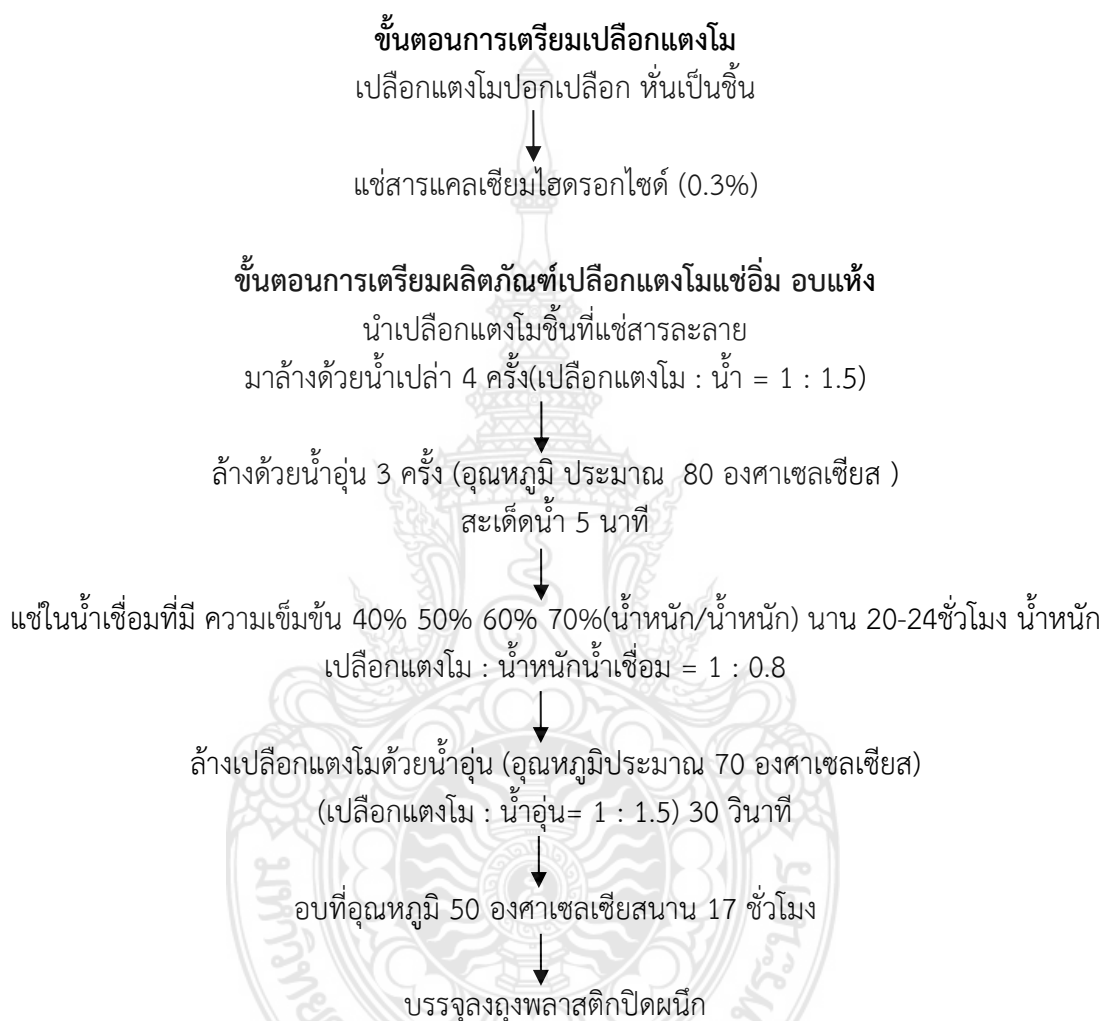 ขั้นตอนการเตรียมเปลือกแตงโม
เปลือกแตงโมปอกเปลือก หั่นเป็นชิ้น
แช่สารแคลเซียมไฮดรอกไซด์ (0.3%)
ขั้นตอนการเตรียมผลิตภัณฑ์เปลือกแตงโมแช่อิ่ม อบแห้ง
นำเปลือกแตงโมชิ้นที่แช่สารละลาย
มาล้างด้วยน้ำเปล่า 4 ครั้ง(เปลือกแตงโม : น้ำ = 1 : 1.5)
ล้างด้วยน้ำอุ่น 3 ครั้ง (อุณหภูมิ ประมาณ 80 องศาเซลเซียส )
สะเด็ดน้ำ 5 นาที
แช่ในน้ำเชื่อมที่มี ความเข็มข้น 40% 50% 60% 70%(น้ำหนัก/น้ำหนัก) นาน 20-24ชั่วโมง น้ำหนัก
เปลือกแตงโม : น้ำหนักน้ำเชื่อม = 1 : 0.8
ล้างเปลือกแตงโมด้วยน้ำอุ่น (อุณหภูมิประมาณ 70 องศาเซลเซียส)
(เปลือกแตงโม : น้ำอุ่น= 1 : 1.5) 30 วินาที
อบที่อุณหภูมิ 50 องศาเซลเซียสนาน 17 ชั่วโมง
บรรจุลงถุงพลาสติกปิดผนึก